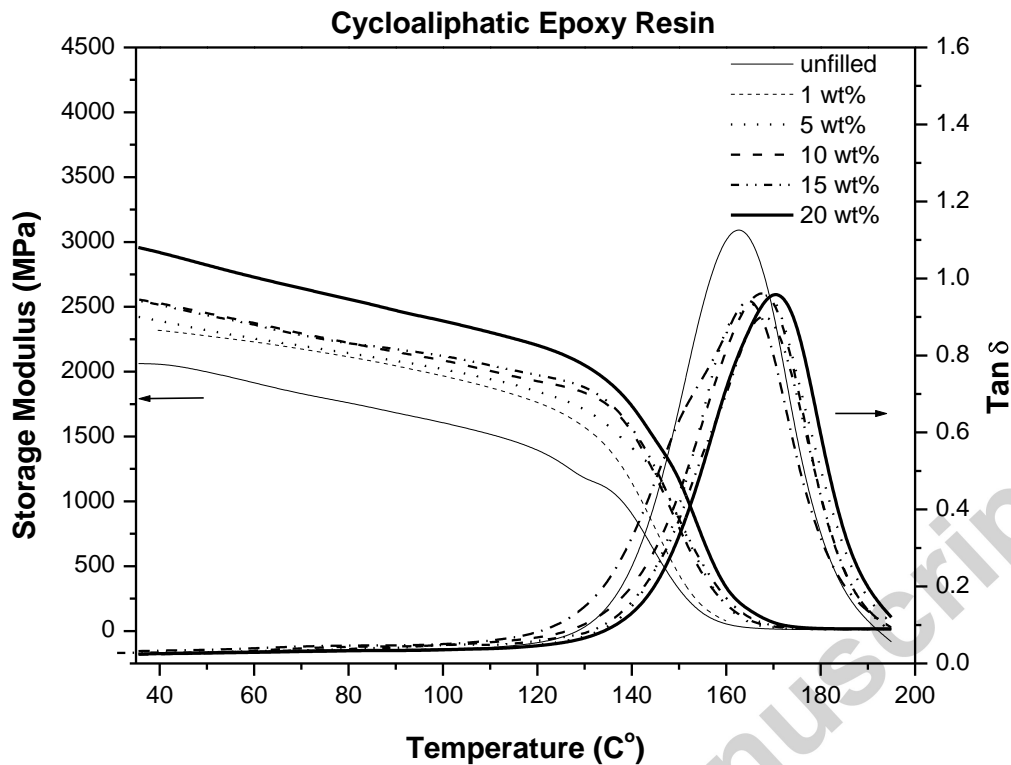 Cycloaliphatic Epoxy Resin
4500
4000
3500
3000
2500
2000
1500
1000
500
0
Storage Modulus (MPa)
unfilled
1 wt%
5 wt%
10 wt%
15 wt%
20 wt%
1.6
1.4
1.2
1.0
0.8
0.6
0.4
0.2
0.0
Tan δ
40 60 80 100 120 140 160 180 200
Temperature (Cº)
nuscrip